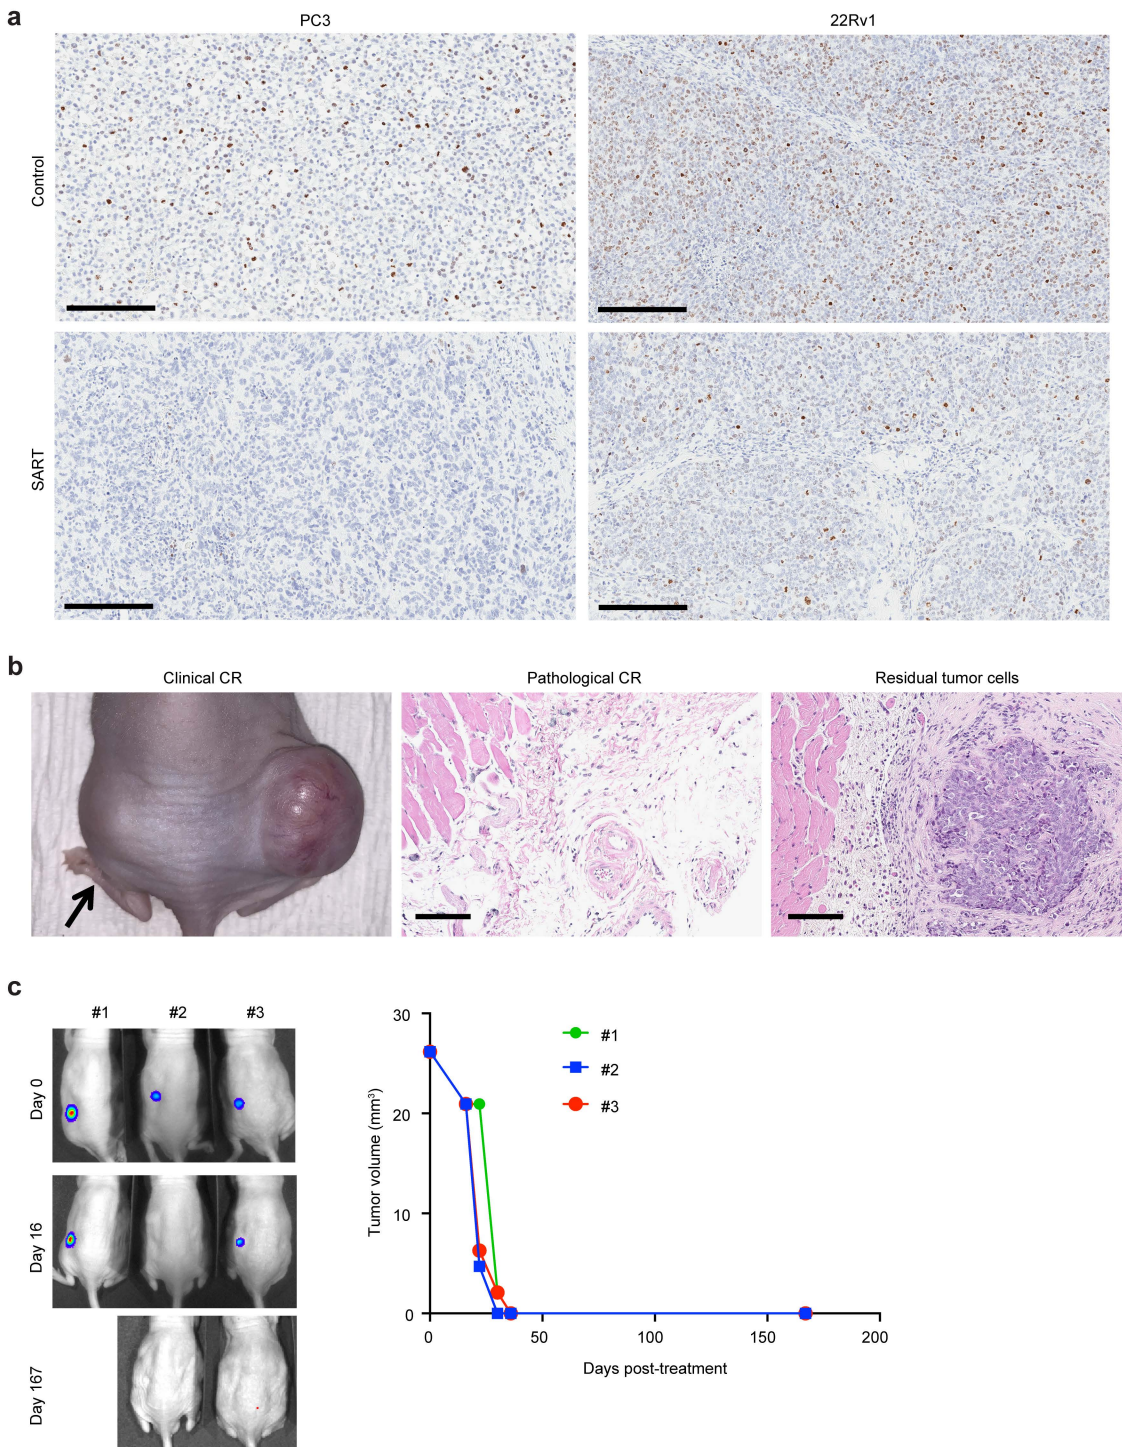 a
PC3
22Rv1
Control
SART
b
Clinical CR
Pathological CR
Residual tumor cells
c
#1
#2
#3
Day 0
Day 16
Day 167
30
20
10
0
Tumor volume (mm³)
#1
#2
#3
0
50
100
150
200
Days post-treatment